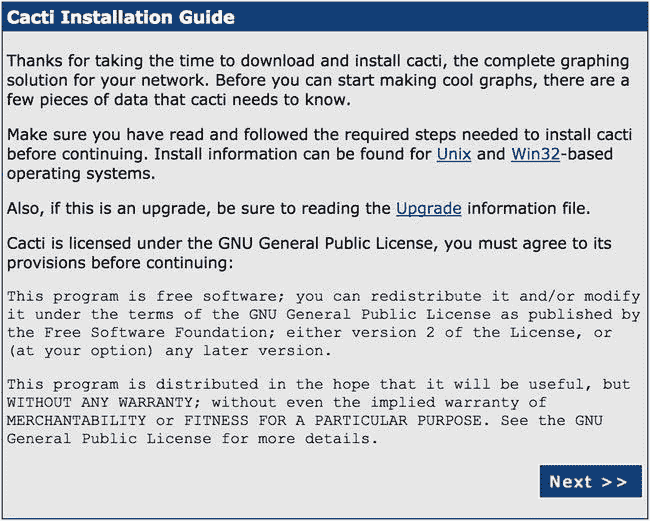 Cacti Installation Guide
Thanks for taking the time to download and install cacti, the complete graphing
solution for your network. Before you can start making cool graphs, there are a
few pieces of data that cacti needs to know.
Make sure you have read and followed the required steps needed to install cacti
before continuing. Install information can be found for Unix and Win32-based
operating systems.
Also, if this is an upgrade, be sure to reading the Upgrade information file.
Cacti is licensed under the GNU General Public License, you must agree to its
provisions before continuing:
This program is free software; you can redistribute it and/or modify
it under the terms of the GNU General Public License as published by
the Free Software Foundation; either version 2 of the License, or
(at your option) any later version.
This program is distributed in the hope that it will be useful, but
WITHOUT ANY WARRANTY; without even the implied warranty of
MERCHANTABILITY or FITNESS FOR A PARTICULAR PURPOSE. See the GNU
General Public License for more details.
Next >>